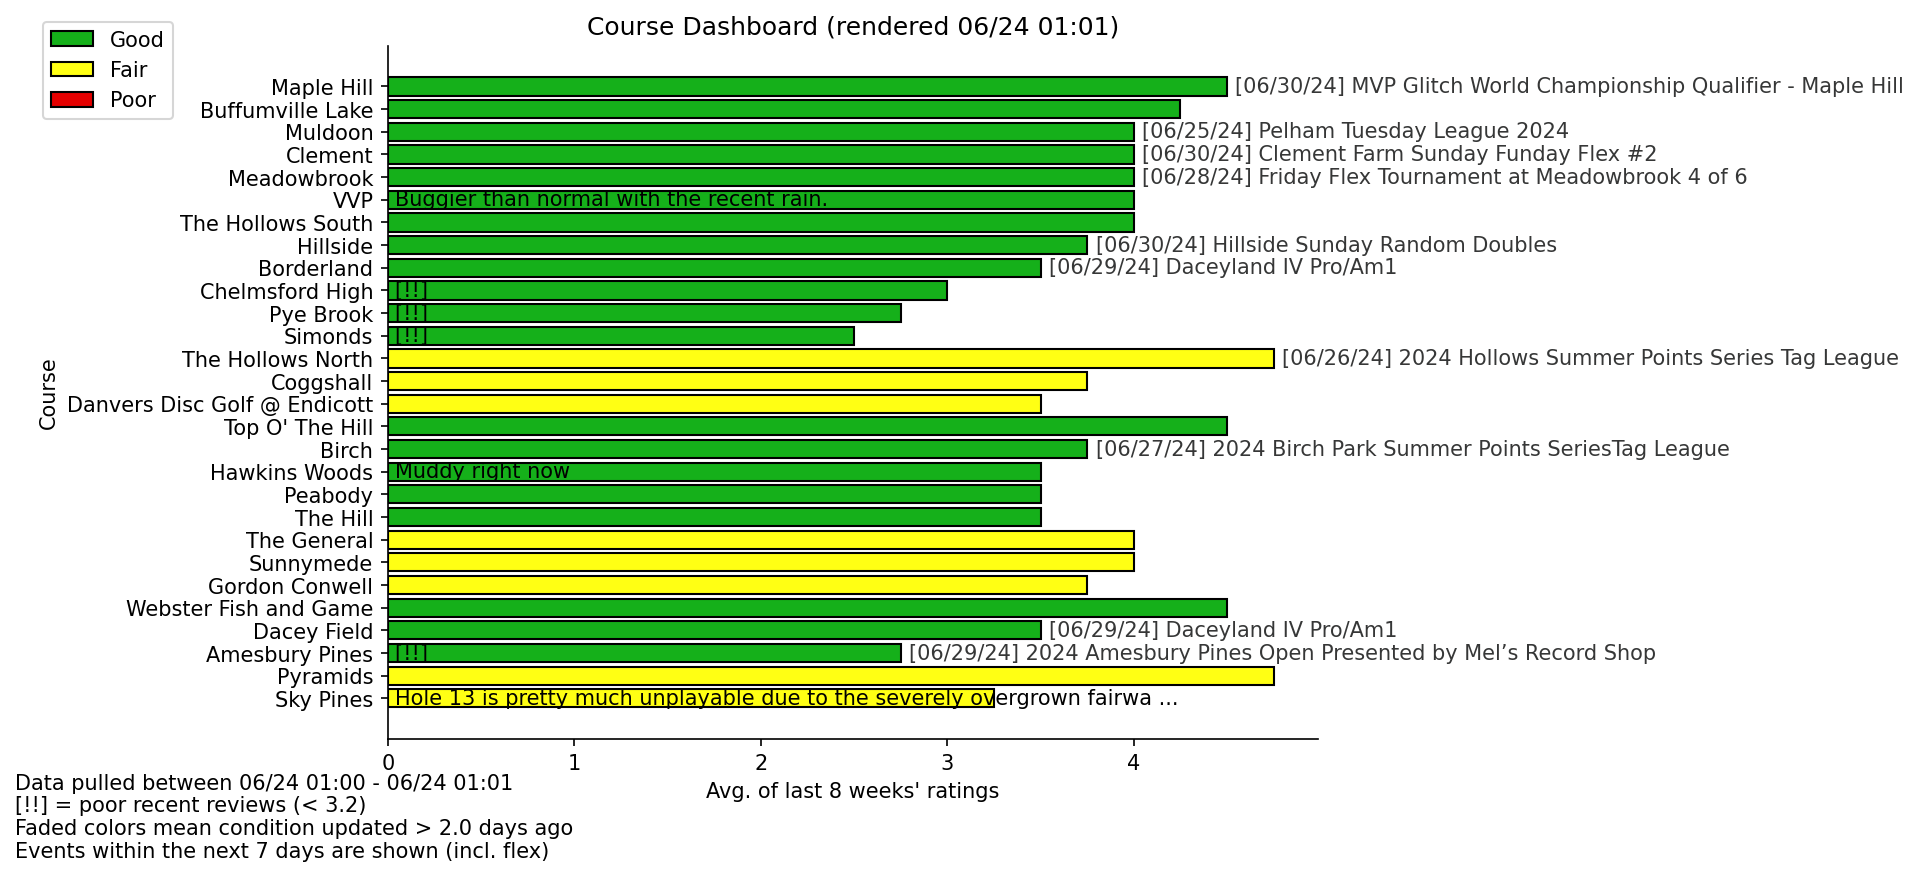 Course Dashboard (rendered 06/24 01:01)
Good
Fair
Poor
Maple Hill [06/30/24] MVP Glitch World Championship Qualifier - Maple Hill
Buffumville Lake
Muldoon [06/25/24] Pelham Tuesday League 2024
Clement [06/30/24] Clement Farm Sunday Funday Flex #2
Meadowbrook [06/28/24] Friday Flex Tournament at Meadowbrook 4 of 6
VVP Buggier than normal with the recent rain.
The Hollows South
Hillside [06/30/24] Hillside Sunday Random Doubles
Borderland [06/29/24] Daceyland IV Pro/Am1
Chelmsford High [!!]
Pye Brook [!!]
Simonds [!!]
The Hollows North [06/26/24] 2024 Hollows Summer Points Series Tag League
Coggshall
Danvers Disc Golf @ Endicott
Top O' The Hill
Birch [06/27/24] 2024 Birch Park Summer Points SeriesTag League
Hawkins Woods Muddy right now
Peabody
The Hill
The General
Sunnymede
Gordon Conwell
Webster Fish and Game
Dacey Field [06/29/24] Daceyland IV Pro/Am1
Amesbury Pines [!!] [06/29/24] 2024 Amesbury Pines Open Presented by Mel’s Record Shop
Pyramids
Sky Pines Hole 13 is pretty much unplayable due to the severely overgrown fairwa ...
Course
0 1 2 3 4
Avg. of last 8 weeks' ratings
Data pulled between 06/24 01:00 - 06/24 01:01
[!!] = poor recent reviews (< 3.2)
Faded colors mean condition updated > 2.0 days ago
Events within the next 7 days are shown (incl. flex)